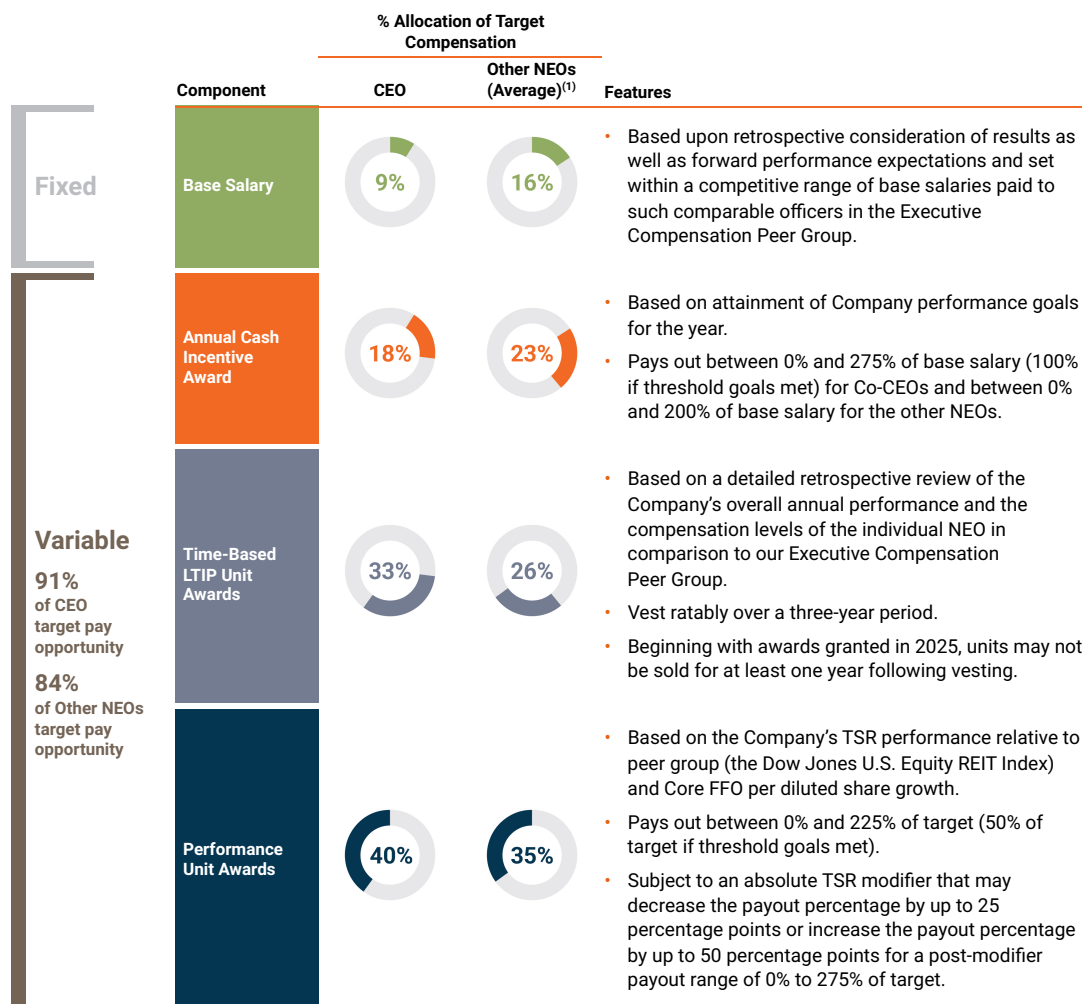 % Allocation of Target
Compensation
Component
CEO
Other NEOs
(Average)(1)
Features
Fixed
Base Salary
9%
16%
• Based upon retrospective consideration of results as
well as forward performance expectations and set
within a competitive range of base salaries paid to
such comparable officers in the Executive
Compensation Peer Group.
Variable
91%
of CEO
target pay
opportunity
84%
of Other NEOs
target pay
opportunity
Annual Cash
Incentive
Award
18%
23%
• Based on attainment of Company performance goals
for the year.
• Pays out between 0% and 275% of base salary (100%
if threshold goals met) for Co-CEOs and between 0%
and 200% of base salary for the other NEOs.
Time-Based
LTIP Unit
Awards
33%
26%
• Based on a detailed retrospective review of the
Company’s overall annual performance and the
compensation levels of the individual NEO in
comparison to our Executive Compensation
Peer Group.
• Vest ratably over a three-year period.
• Beginning with awards granted in 2025, units may not
be sold for at least one year following vesting.
Performance
Unit Awards
40%
35%
• Based on the Company’s TSR performance relative to
peer group (the Dow Jones U.S. Equity REIT Index)
and Core FFO per diluted share growth.
• Pays out between 0% and 225% of target (50% of
target if threshold goals met).
• Subject to an absolute TSR modifier that may
decrease the payout percentage by up to 25
percentage points or increase the payout percentage
by up to 50 percentage points for a post-modifier
payout range of 0% to 275% of target.